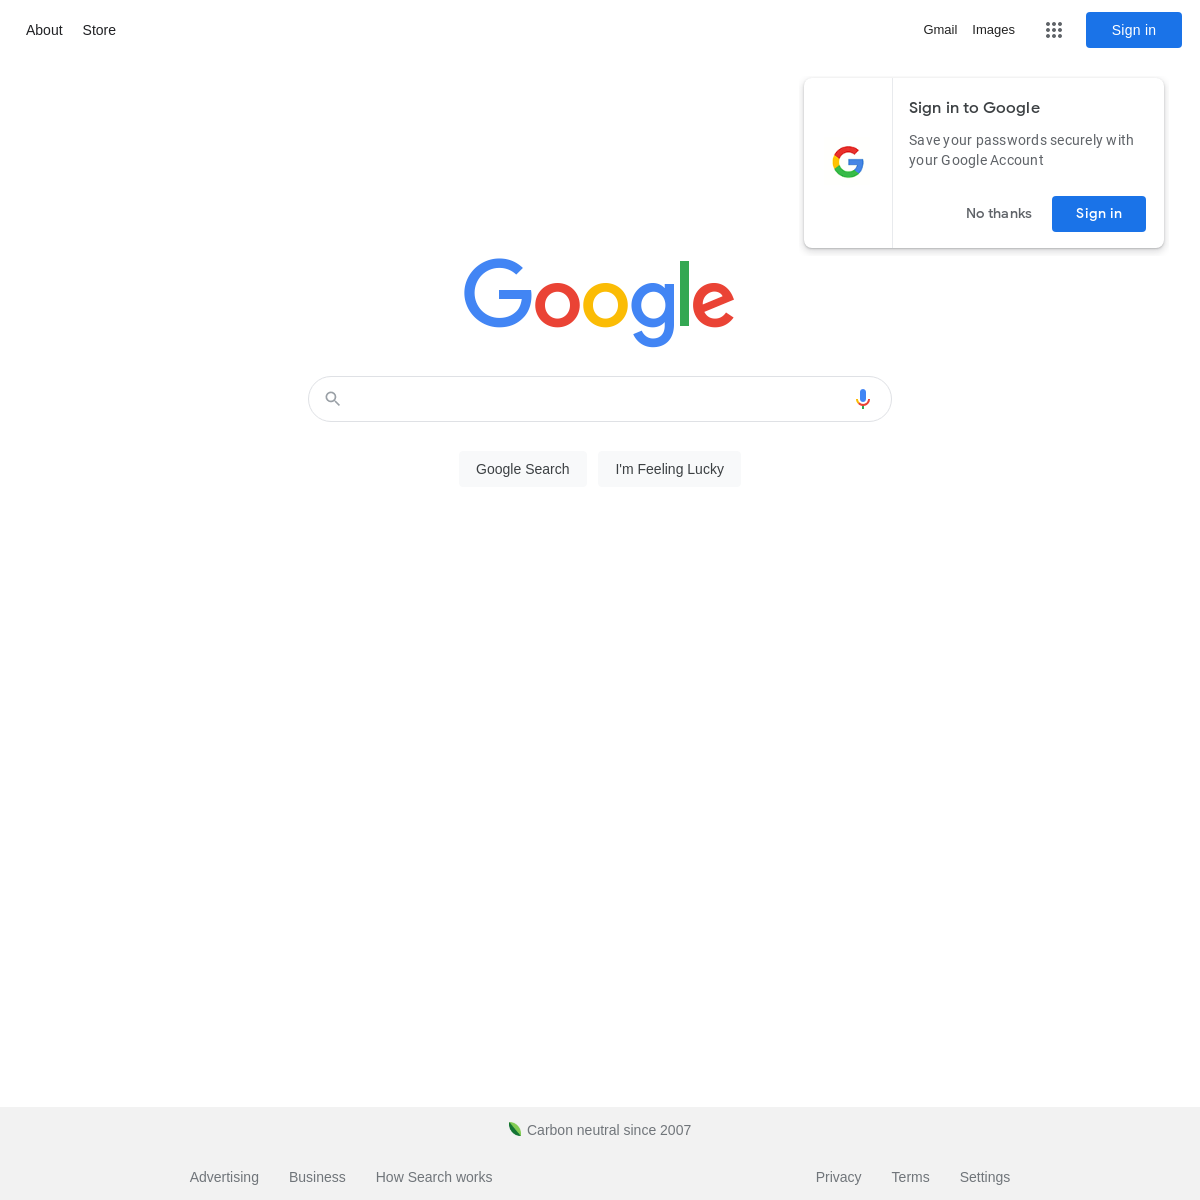 About Store Gmail Images Sign in
Sign in to Google
Save your passwords securely with
your Google Account
No thanks Sign in
Google
Google Search I'm Feeling Lucky
Carbon neutral since 2007
Advertising Business How Search works Privacy Terms Settings